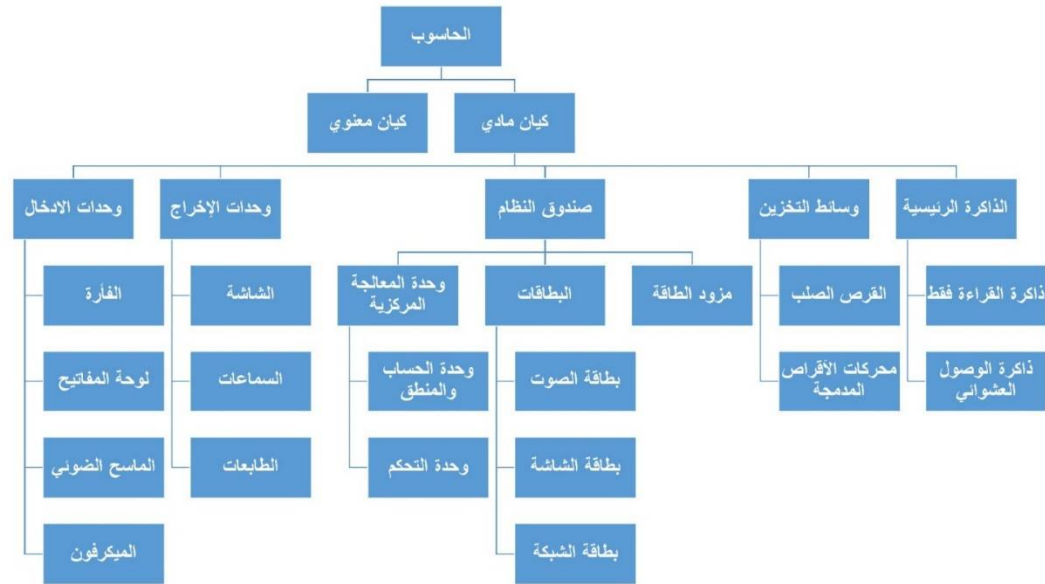 الحاسوب
كيان مادي
كيان معنوي
الذاكرة الرئيسية
وسائط التخزين
صندوق النظام
وحدات الإخراج
وحدات الادخال
ذاكرة القراءة فقط
ذاكرة الوصول
العشوائي
القرص الصلب
محركات الأقراص
المدمجة
مزود الطاقة
البطاقات
بطاقة الصوت
بطاقة الشاشة
بطاقة الشبكة
وحدة المعالجة
المركزية
وحدة الحساب
والمنطق
وحدة التحكم
الشاشة
السماعات
الطابعات
الفأرة
لوحة المفاتيح
الماسح الضوئي
الميكرفون